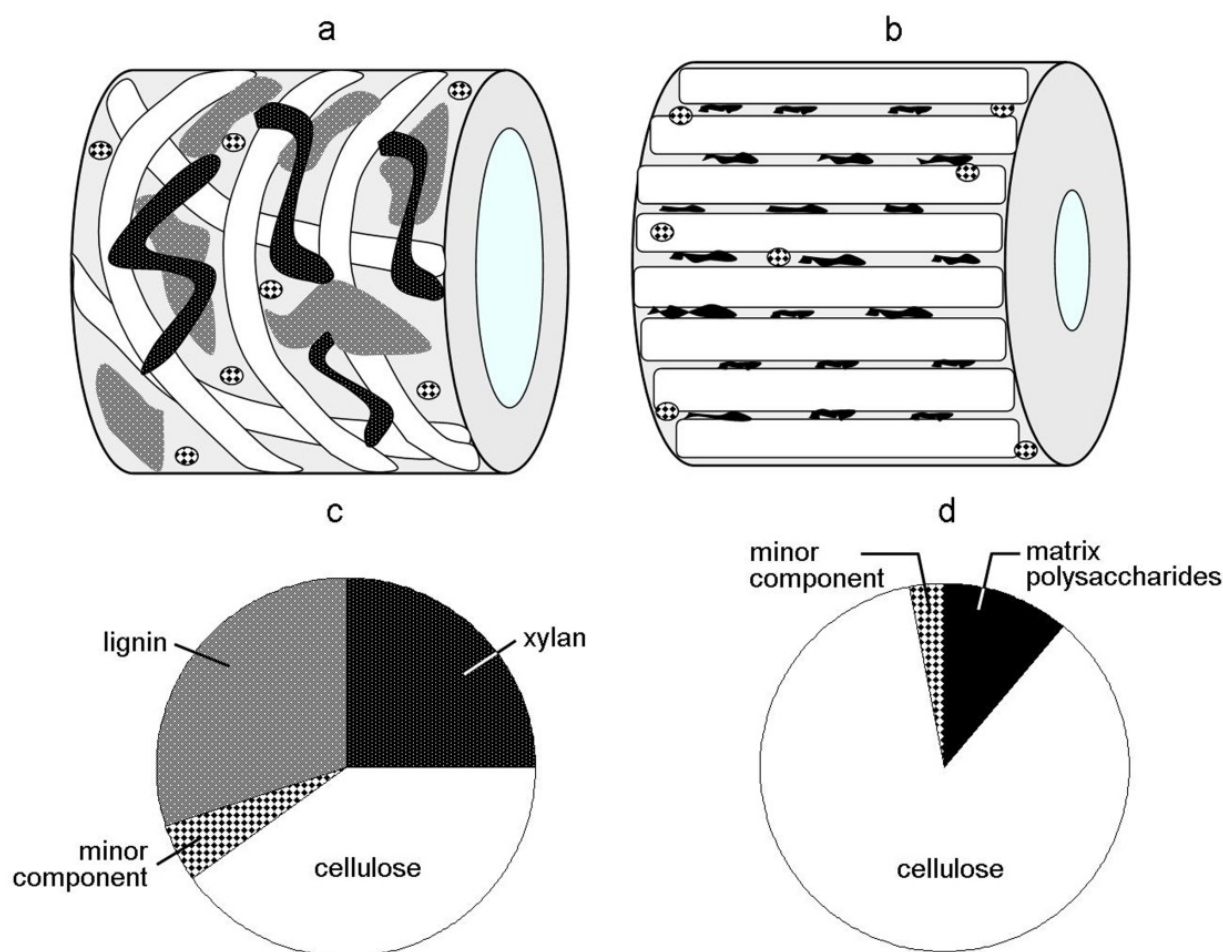 a
b
c
d
lignin
xylan
minor
component
cellulose
minor
component
matrix
polysaccharides
cellulose